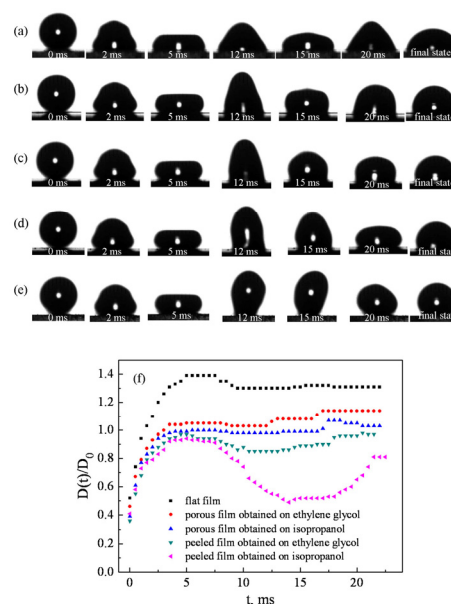 (a)
0 ms 2 ms 5 ms 12 ms 15 ms 20 ms final state
(b)
0 ms 2 ms 5 ms 12 ms 15 ms 20 ms final state
(c)
0 ms 2 ms 5 ms 12 ms 15 ms 20 ms final state
(d)
0 ms 2 ms 5 ms 12 ms 15 ms 20 ms final state
(e)
0 ms 2 ms 5 ms 12 ms 15 ms 20 ms final state
(f)
D(t)/D0
1.4
1.2
1.0
0.8
0.6
0.4
0.2
0.0
flat film
porous film obtained on ethylene glycol
porous film obtained on isopropanol
peeled film obtained on ethylene glycol
peeled film obtained on isopropanol
0 5 10 15 20
t, ms